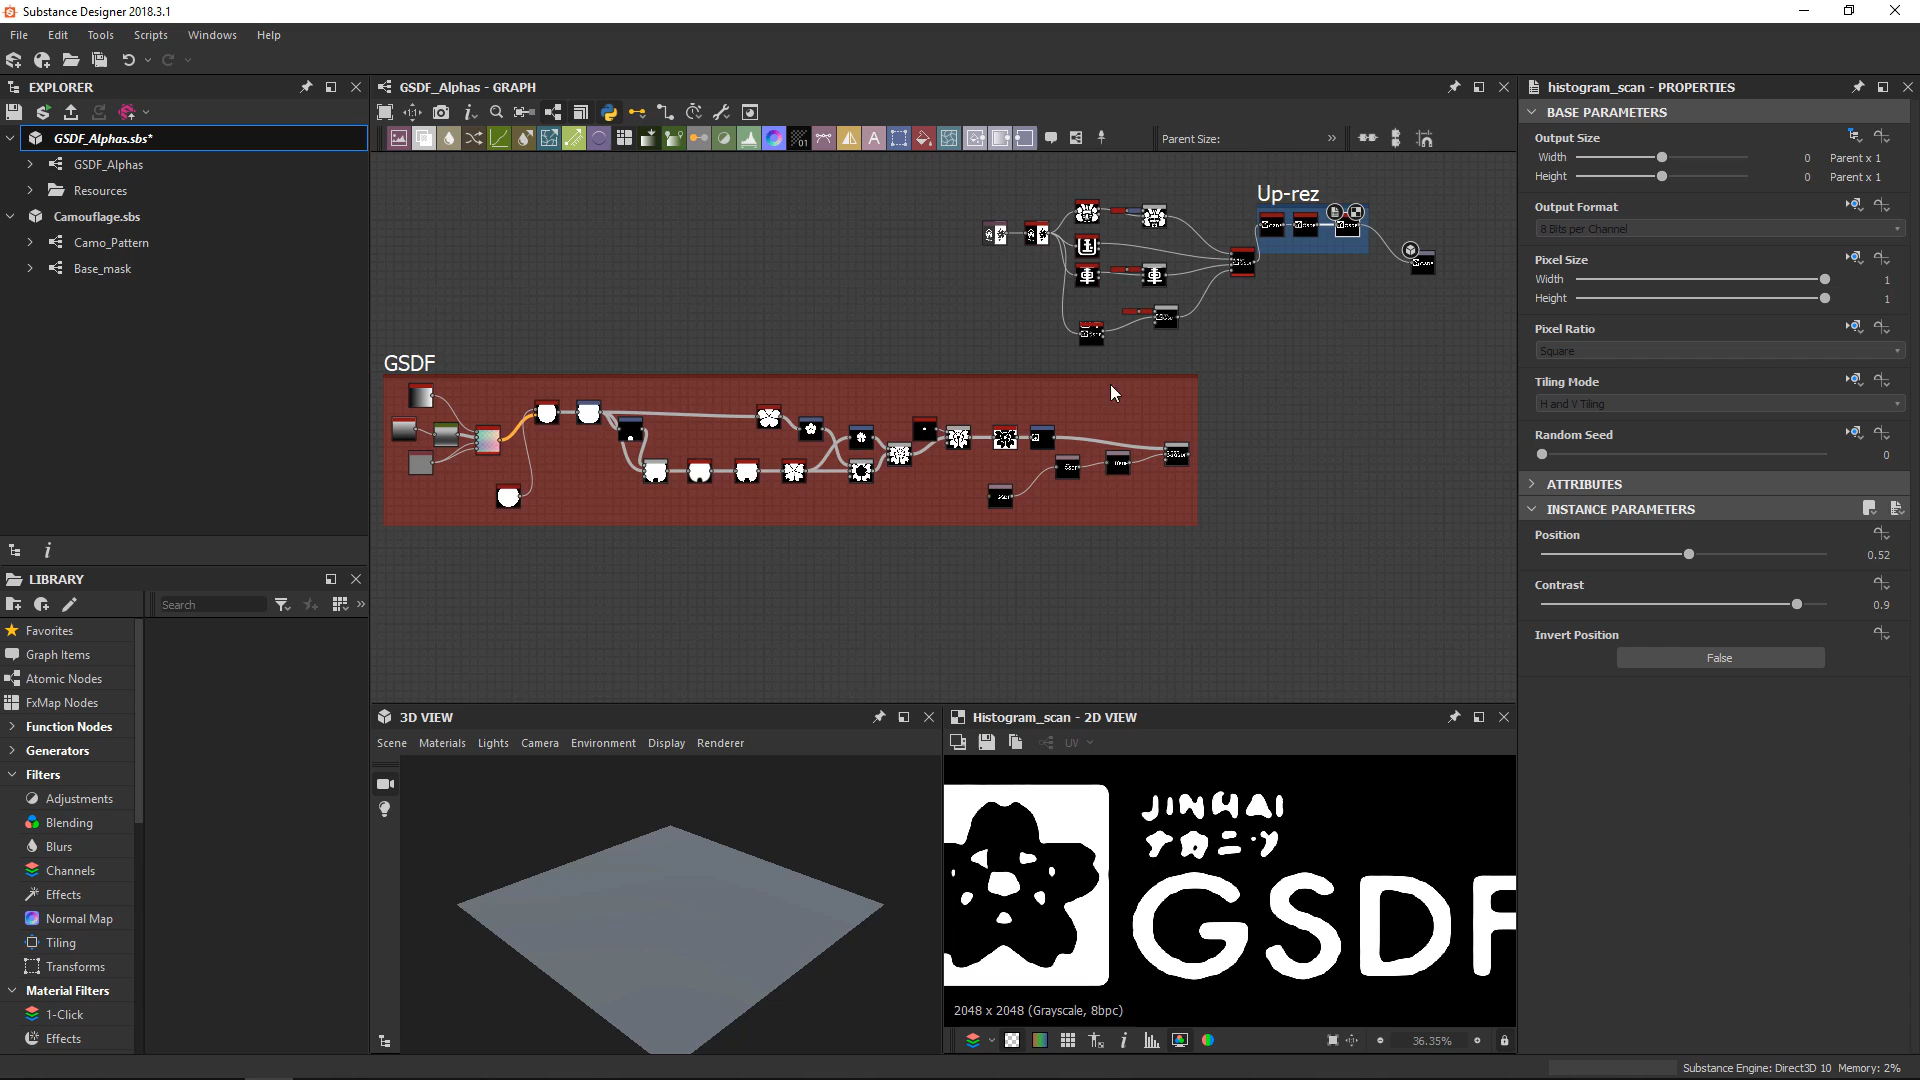 Substance Designer 2018.3.1
File Edit Tools Scripts Windows Help
EXPLORER
GSDF_Alphas.sbs*
GSDF_Alphas
Resources
Camouflage.sbs
Camo_Pattern
Base_mask
LIBRARY
Search
Favorites
Graph Items
Atomic Nodes
FxMap Nodes
Function Nodes
Generators
Filters
Adjustments
Blending
Blurs
Channels
Effects
Normal Map
Tiling
Transforms
Material Filters
1-Click
Effects
GSDF_Alphas - GRAPH
Parent Size:
Up-rez
GSDF
3D VIEW
Scene Materials Lights Camera Environment Display Renderer
Histogram_scan - 2D VIEW
UV
JINHAI
ナカニツ
GSDF
2048 x 2048 (Grayscale, 8bpc)
36.35%
histogram_scan - PROPERTIES
BASE PARAMETERS
Output Size
Width 0 Parent x 1
Height 0 Parent x 1
Output Format
8 Bits per Channel
Pixel Size
Width 1
Height 1
Pixel Ratio
Square
Tiling Mode
H and V Tiling
Random Seed
0
ATTRIBUTES
INSTANCE PARAMETERS
Position
0.52
Contrast
0.9
Invert Position
False
Substance Engine: Direct3D 10 Memory: 2%